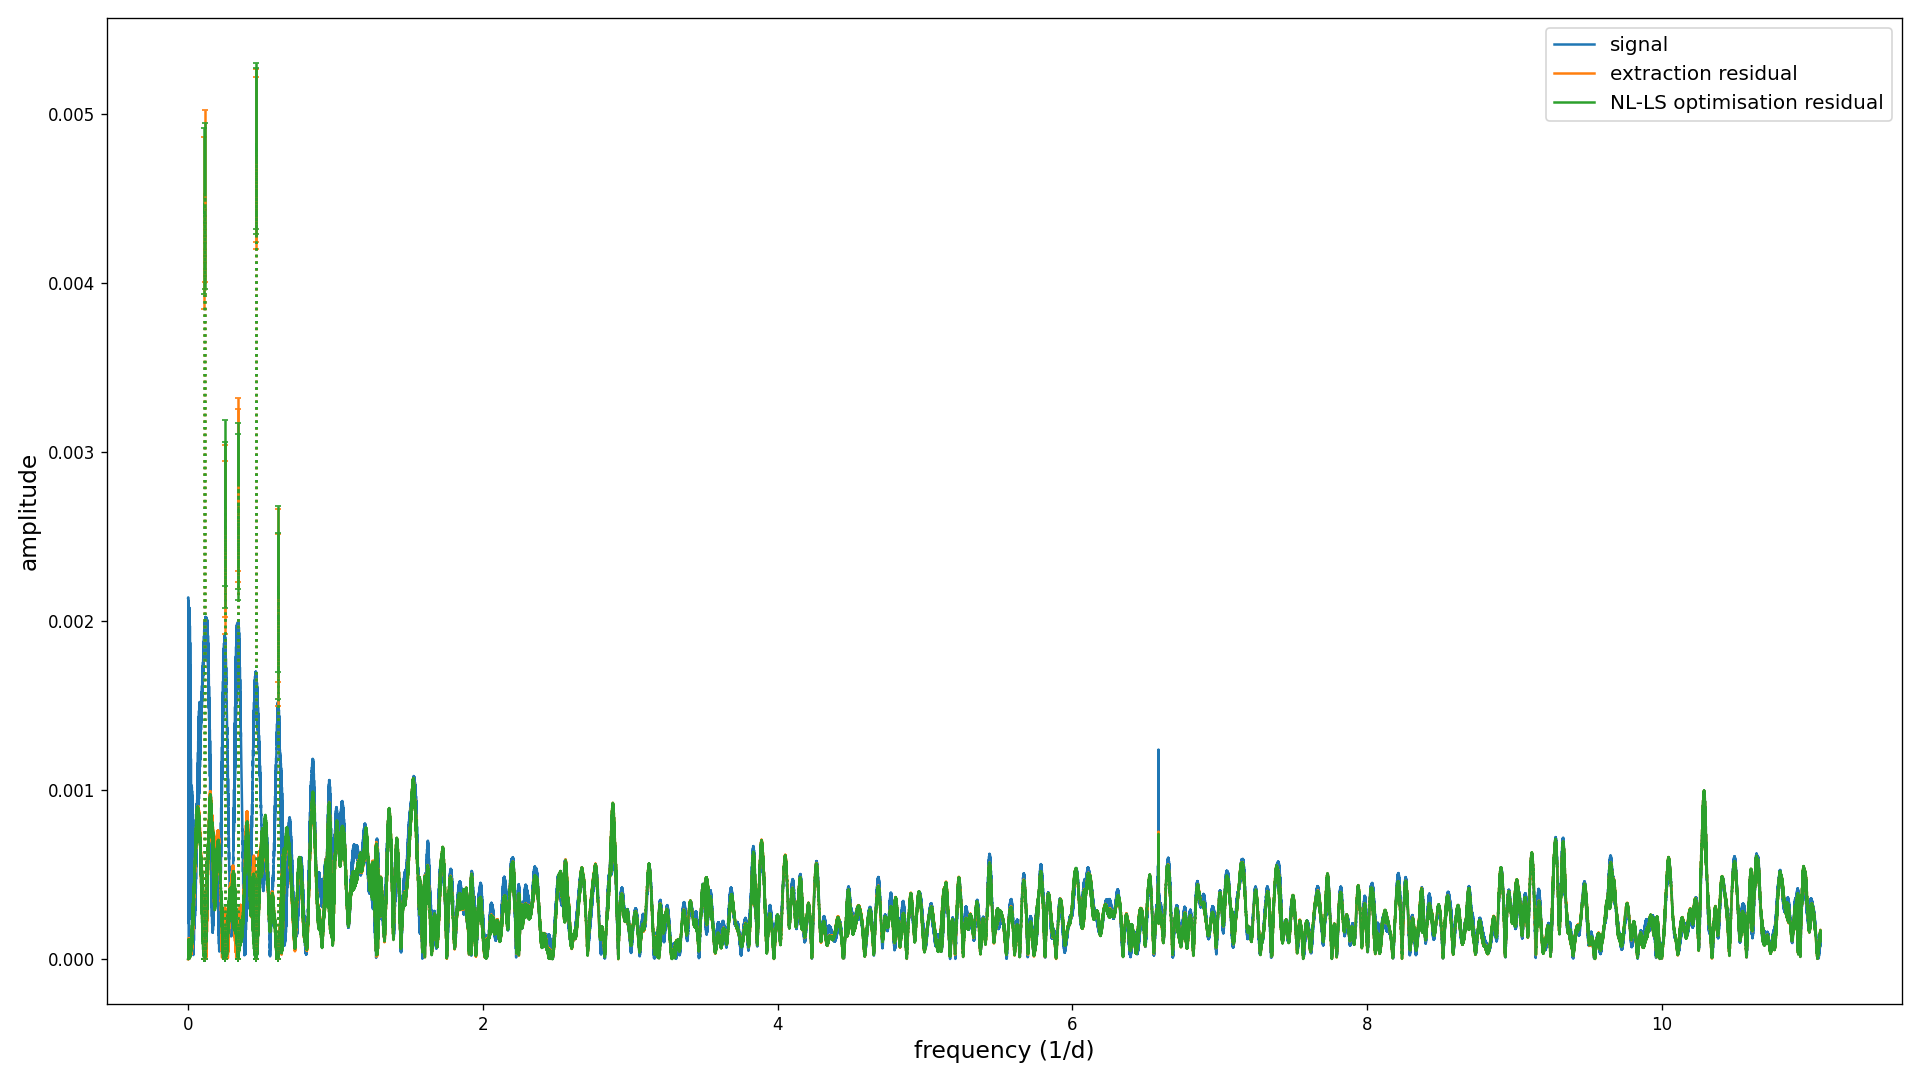 signal
extraction residual
NL-LS optimisation residual
amplitude
0.005
0.004
0.003
0.002
0.001
0.000
0 2 4 6 8 10
frequency (1/d)